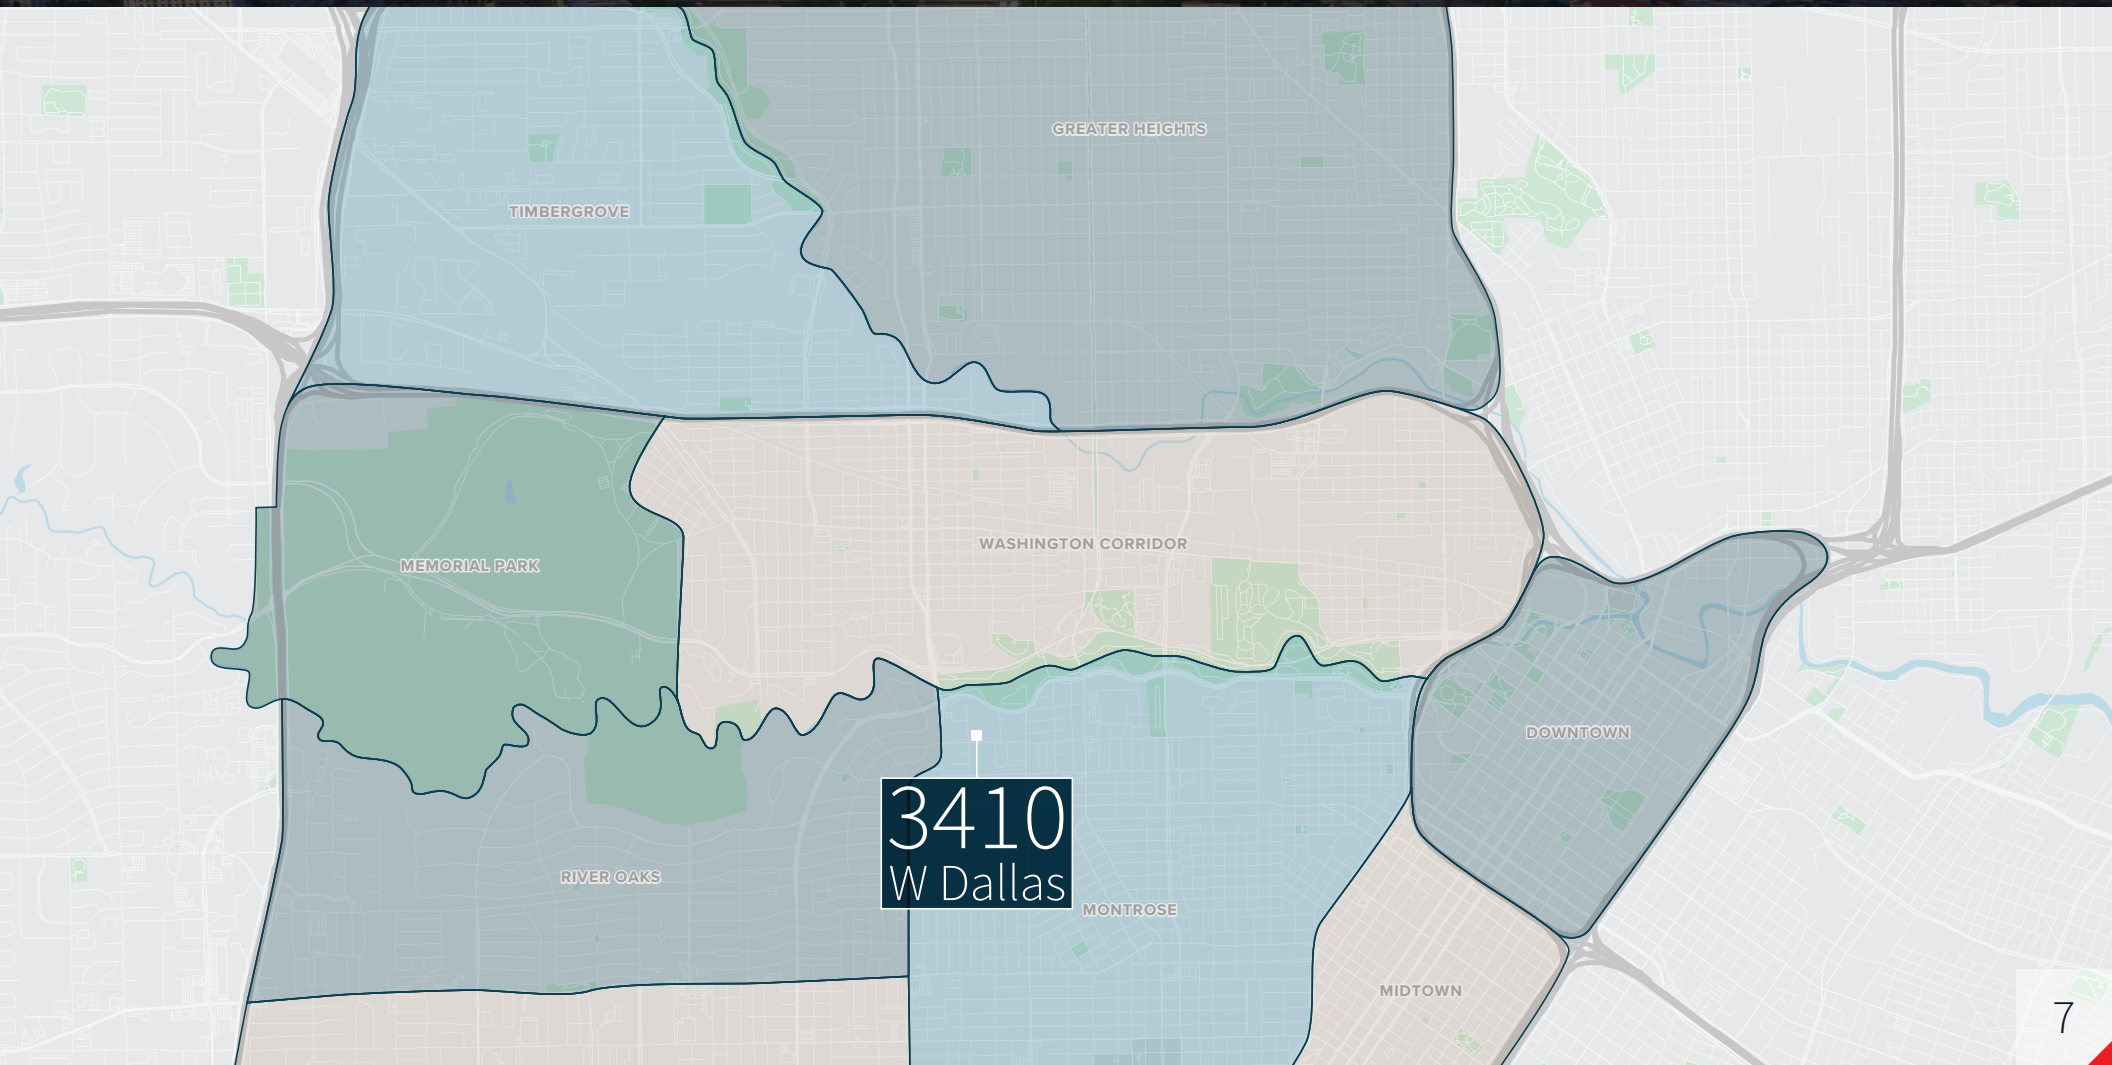 GREATER HEIGHTS
TIMBERGROVE
WASHINGTON CORRIDOR
MEMORIAL PARK
DOWNTOWN
3410
W Dallas
RIVER OAKS
MONTROSE
MIDTOWN
7